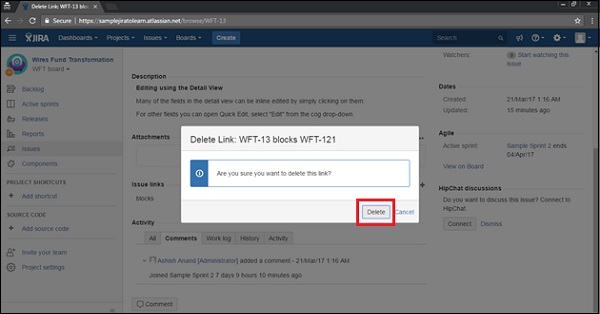 Delete Link: WFT-13 blocks
Secure https://samplejiratolearn.atlassian.net/browse/WFT-13
JIRA Dashboards Projects Issues Boards Create Search
Wires Fund Transformation
WFT board
Backlog
Active sprints
Releases
Reports
Issues
Components
PROJECT SHORTCUTS
Add shortcut
SOURCE CODE
Add source code
Invite your team
Project settings
Description
Editing using the Detail View
Many of the fields in the detail view can be inline edited by simply clicking on them.
For other fields you can open Quick Edit, select "Edit" from the cog drop-down.
Attachments
Delete Link: WFT-13 blocks WFT-121
Are you sure you want to delete this link?
Delete Cancel
Issue links
blocks
Activity
All Comments Work log History Activity
Ashish Anand [Administrator] added a comment - 21/Mar/17 1:16 AM
Joined Sample Sprint 2 7 days 9 hours 10 minutes ago
Comment
Watchers:
Start watching this issue
Dates
Created: 21/Mar/17 1:16 AM
Updated: 15 minutes ago
Agile
Active sprint: Sample Sprint 2 ends 04/Apr/17
View on Board
HipChat discussions
Do you want to discuss this issue? Connect to HipChat.
Connect Dismiss